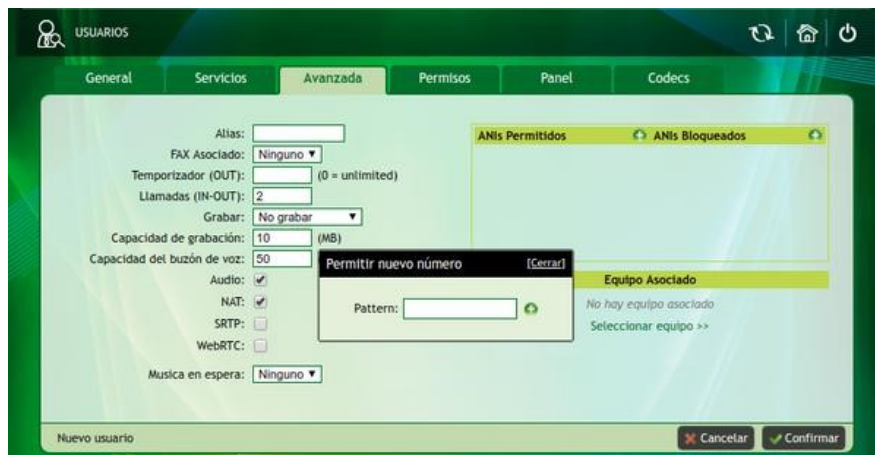 USUARIOS
General Servicios Avanzada Permisos Panel Codecs
Alias:
FAX Asociado: Ninguno
Temporizador (OUT): (0 = unlimited)
Llamadas (IN-OUT): 2
Grabar: No grabar
Capacidad de grabación: 10 (MB)
Capacidad del buzón de voz: 50
Audio:
NAT:
SRTP:
WebRTC:
Musica en espera: Ninguno
ANIs Permitidos ANIs Bloqueados
Permitir nuevo número [Cerrar]
Pattern:
Equipo Asociado
No hay equipo asociado
Seleccionar equipo >>
Nuevo usuario Cancelar Confirmar